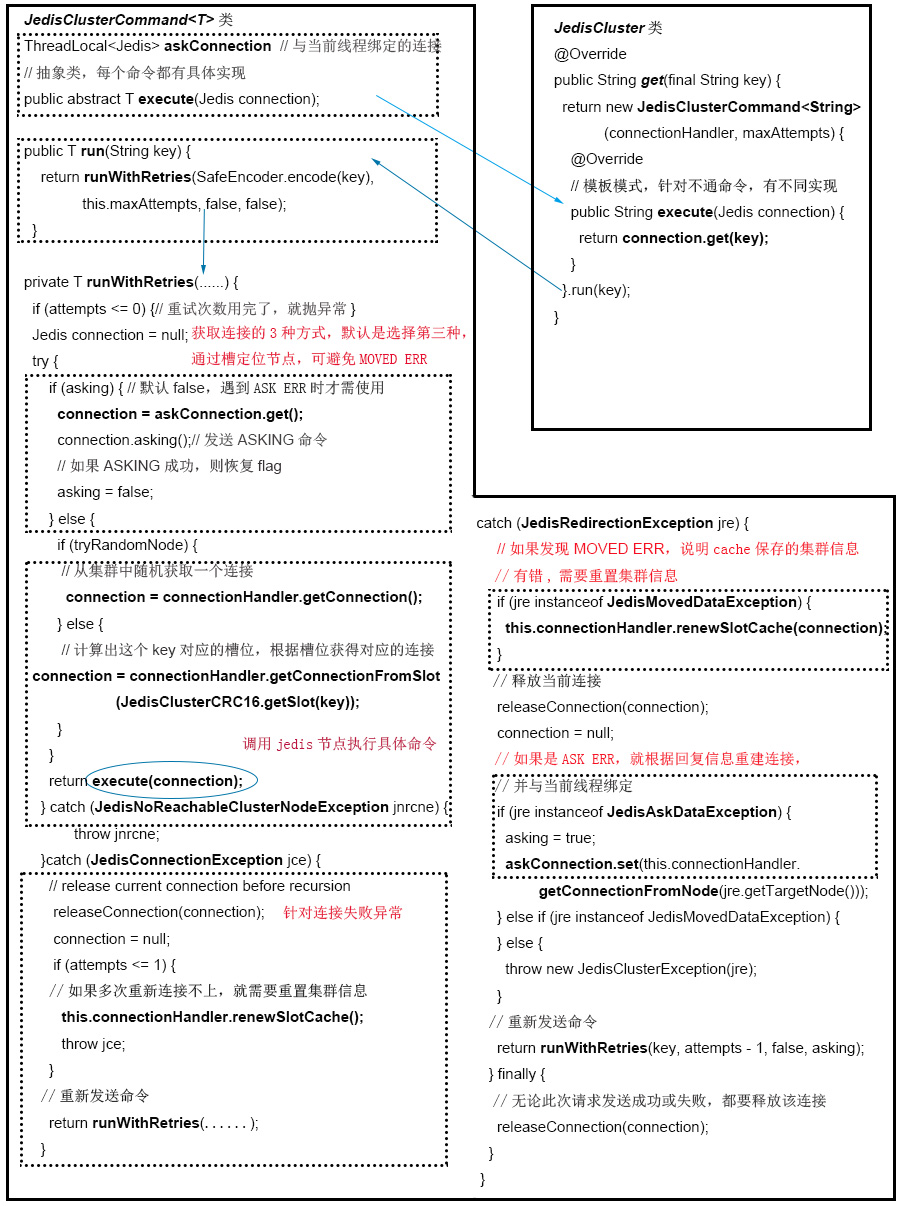 JedisClusterCommand<T> 类
ThreadLocal<Jedis> askConnection // 与当前线程绑定的连接
// 抽象类，每个命令都有具体实现
public abstract T execute(Jedis connection);
public T run(String key) {
return runWithRetries(SafeEncoder.encode(key),
this.maxAttempts, false, false);
}
private T runWithRetries(......) {
if (attempts <= 0) {// 重试次数用完了，就抛异常 }
Jedis connection = null; 获取连接的 3 种方式，默认是选择第三种，
try { 通过槽定位节点，可避免 MOVED ERR
if (asking) { // 默认 false，遇到 ASK ERR 时才需使用
connection = askConnection.get();
connection.asking();// 发送 ASKING 命令
// 如果 ASKING 成功，则恢复 flag
asking = false;
} else {
if (tryRandomNode) {
// 从集群中随机获取一个连接
connection = connectionHandler.getConnection();
} else {
// 计算出这个 key 对应的槽位，根据槽位获得对应的连接
connection = connectionHandler.getConnectionFromSlot
(JedisClusterCRC16.getSlot(key));
}
调用 jedis 节点执行具体命令
}
return execute(connection);
} catch (JedisNoReachableClusterNodeException jnrcne) {
throw jnrcne;
}catch (JedisConnectionException jce) {
// release current connection before recursion
releaseConnection(connection); 针对连接失败异常
connection = null;
if (attempts <= 1) {
// 如果多次重新连接不上，就需要重置集群信息
this.connectionHandler.renewSlotCache();
throw jce;
}
// 重新发送命令
return runWithRetries(......);
}
JedisCluster 类
@Override
public String get(final String key) {
return new JedisClusterCommand<String>
(connectionHandler, maxAttempts) {
@Override
// 模板模式，针对不通命令，有不同实现
public String execute(Jedis connection) {
return connection.get(key);
}
}.run(key);
}
catch (JedisRedirectionException jre) {
// 如果发现 MOVED ERR，说明 cache 保存的集群信息
// 有错，需要重置集群信息
if (jre instanceof JedisMovedDataException) {
this.connectionHandler.renewSlotCache(connection);
}
// 释放当前连接
releaseConnection(connection);
connection = null;
// 如果是 ASK ERR，就根据回复信息重建连接，
// 并与当前线程绑定
if (jre instanceof JedisAskDataException) {
asking = true;
askConnection.set(this.connectionHandler.
getConnectionFromNode(jre.getTargetNode()));
} else if (jre instanceof JedisMovedDataException) {
} else {
throw new JedisClusterException(jre);
}
// 重新发送命令
return runWithRetries(key, attempts - 1, false, asking);
} finally {
// 无论此次请求发送成功或失败，都要释放该连接
releaseConnection(connection);
}
}